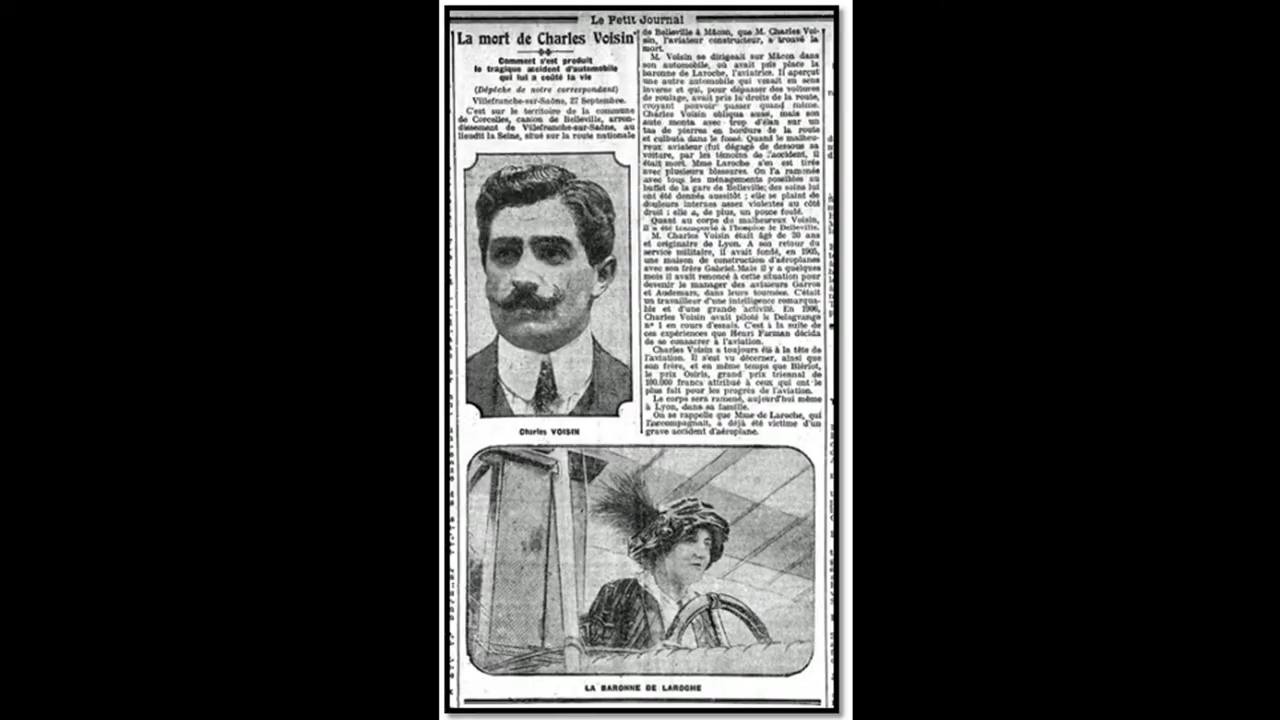 Le Petit Journal
La mort de Charles Voisin
Comment s'est produit
le tragique accident d'automobile
qui lui a coûté la vie
(Dépêche de notre correspondant)
Villefranche-sur-Saône, 27 Septembre.
C'est sur le territoire de la commune
de Corcelles, canton de Belleville, arron-
dissement de Villefranche-sur-Saône, au
lieudit la Seine, situé sur la route nationale
de Belleville à Mâcon, que M. Charles Voi-
sin, l'aviateur constructeur, a trouvé la
mort.
M. Voisin se dirigeait sur Mâcon dans
son automobile, où avait pris place la
baronne de Laroche, l'aviatrice. Il aperçut
une autre automobile qui venait en sens
inverse et qui, pour dépasser des voitures
de roulage, avait pris la droite de la route,
croyant pouvoir passer quand même.
Charles Voisin obliqua aussi, mais son
auto monta avec trop d'élan sur un
tas de pierres en bordure de la route
et culbuta dans le fossé. Quand le malheu-
reux aviateur fut dégagé de dessous sa
voiture, par les témoins de l'accident, il
était mort. Mme Laroche s'en est tirée
avec plusieurs blessures. On l'a ramenée
avec tous les ménagements possibles au
buffet de la gare de Belleville; des soins lui
ont été donnés aussitôt ; elle se plaint de
douleurs internes assez violentes au côté
droit ; elle a, de plus, un pouce foulé.
Quant au corps du malheureux Voisin,
il a été transporté à l'hospice de Belleville.
M. Charles Voisin était âgé de 30 ans
et originaire de Lyon. A son retour du
service militaire, il avait fondé, en 1905,
une maison de construction d'aéroplanes
avec son frère Gabriel. Mais il y a quelques
mois il avait renoncé à cette situation pour
devenir le manager des aviateurs Garros
et Audemars, dans leurs tournées. C'était
un travailleur d'une intelligence remarqua-
ble et d'une grande activité. En 1906,
Charles Voisin avait piloté le Delagrange
n° 1 en cours d'essais. C'est à la suite de
ces expériences que Henri Farman décida
de se consacrer à l'aviation.
Charles Voisin a toujours été à la tête de
l'aviation. Il s'est vu décerner, ainsi que
son frère, et en même temps que Blériot,
le prix Osiris, grand prix triennal de
100.000 francs attribué à ceux qui ont le
plus fait pour les progrès de l'aviation.
Le corps sera ramené, aujourd'hui même
à Lyon, dans sa famille.
On se rappelle que Mme de Laroche, qui
l'accompagnait, a déjà été victime d'un
grave accident d'aéroplane.
Charles VOISIN
LA BARONNE DE LAROCHE